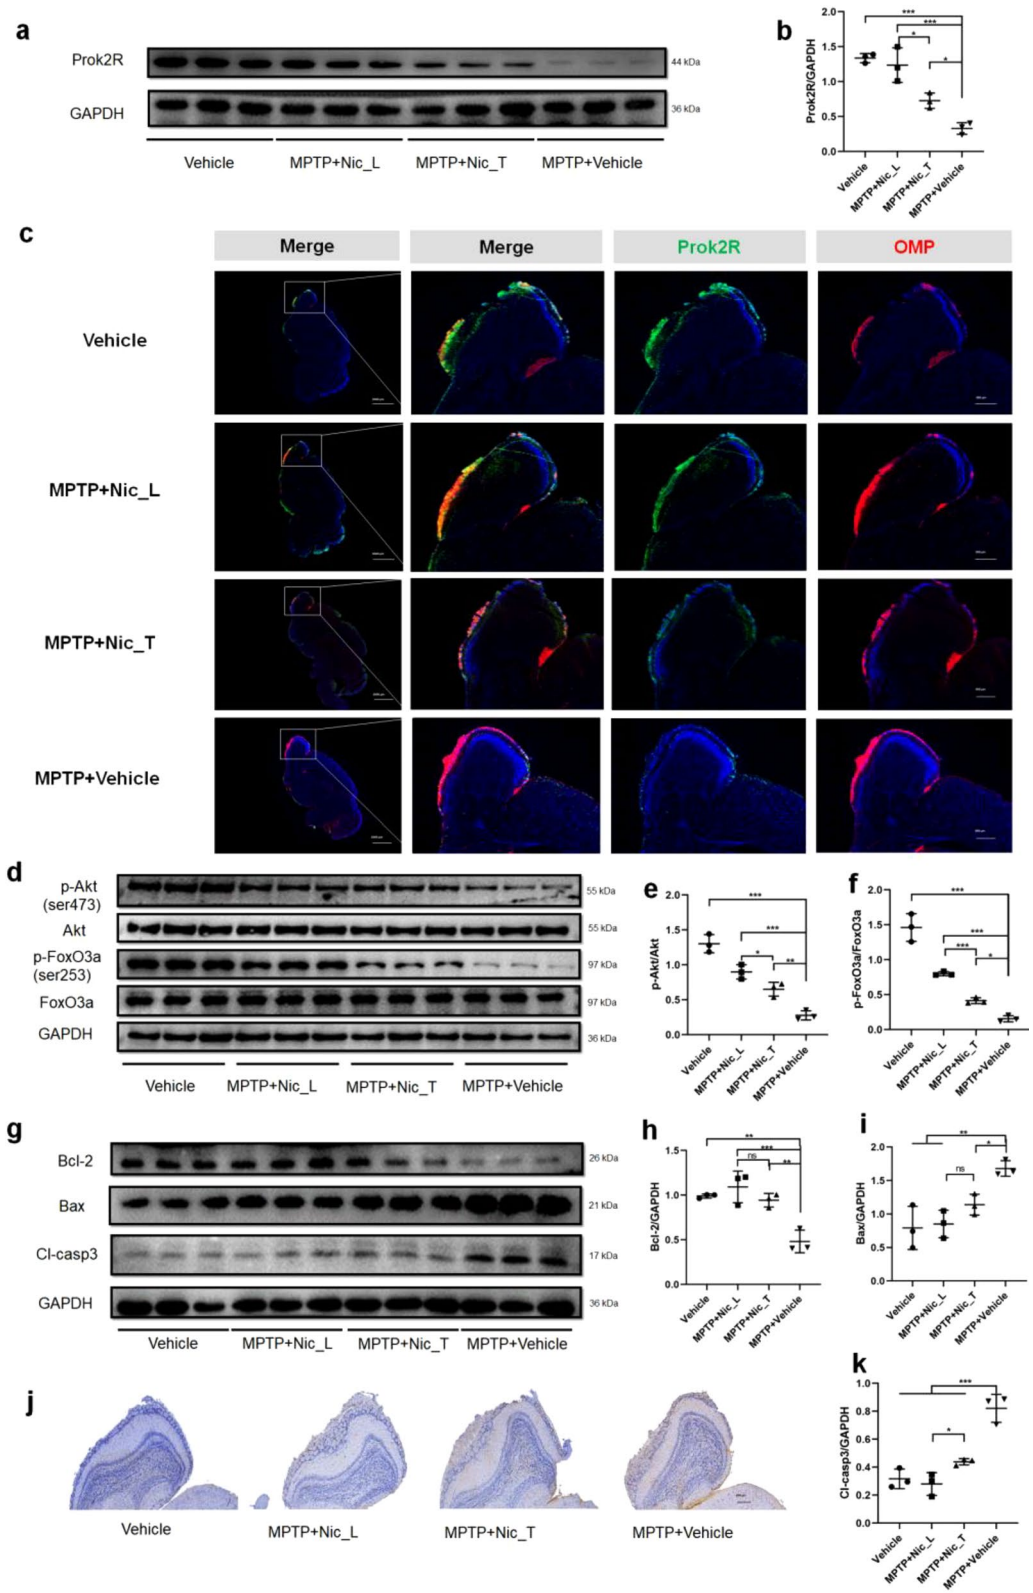 a
Prok2R
44 kDa
GAPDH
36 kDa
Vehicle MPTP+Nic_L MPTP+Nic_T MPTP+Vehicle
b
Prok2R/GAPDH
2.0
1.5
1.0
0.5
0.0
***
***
*
*
Vehicle
MPTP+Nic_L
MPTP+Nic_T
MPTP+Vehicle
c
Merge Merge Prok2R OMP
Vehicle
MPTP+Nic_L
MPTP+Nic_T
MPTP+Vehicle
d
p-Akt
(ser473)
55 kDa
Akt
55 kDa
p-FoxO3a
(ser253)
97 kDa
FoxO3a
97 kDa
GAPDH
36 kDa
Vehicle MPTP+Nic_L MPTP+Nic_T MPTP+Vehicle
e
p-Akt/Akt
2.0
1.5
1.0
0.5
0.0
***
***
*
**
Vehicle
MPTP+Nic_L
MPTP+Nic_T
MPTP+Vehicle
f
p-FoxO3a/FoxO3a
2.0
1.5
1.0
0.5
0.0
***
***
***
*
Vehicle
MPTP+Nic_L
MPTP+Nic_T
MPTP+Vehicle
g
Bcl-2
26 kDa
Bax
21 kDa
Cl-casp3
17 kDa
GAPDH
36 kDa
Vehicle MPTP+Nic_L MPTP+Nic_T MPTP+Vehicle
h
Bcl-2/GAPDH
1.5
1.0
0.5
0.0
**
***
ns
**
Vehicle
MPTP+Nic_L
MPTP+Nic_T
MPTP+Vehicle
i
Bax/GAPDH
2.0
1.5
1.0
0.5
0.0
**
*
ns
Vehicle
MPTP+Nic_L
MPTP+Nic_T
MPTP+Vehicle
j
Vehicle MPTP+Nic_L MPTP+Nic_T MPTP+Vehicle
k
Cl-casp3/GAPDH
1.0
0.8
0.6
0.4
0.2
0.0
***
*
Vehicle
MPTP+Nic_L
MPTP+Nic_T
MPTP+Vehicle